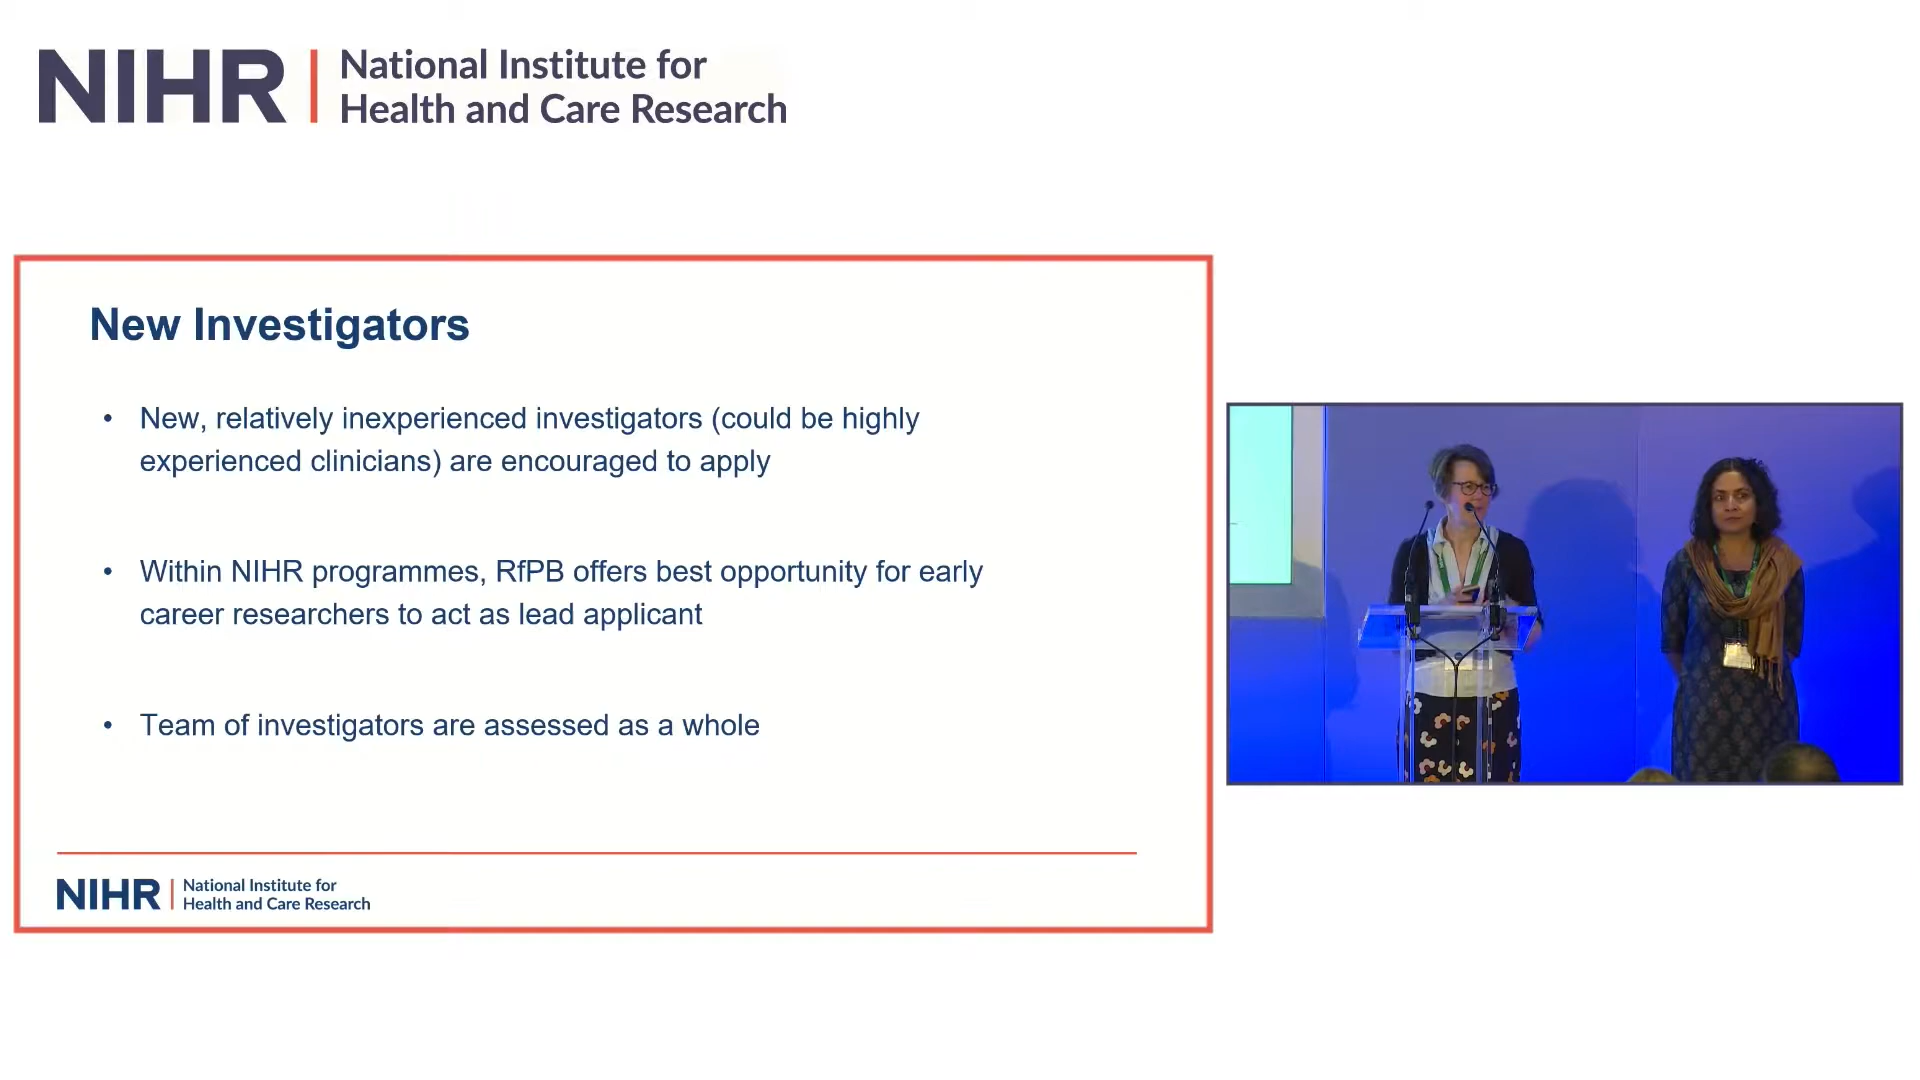 NIHR | National Institute for
Health and Care Research
New Investigators
• New, relatively inexperienced investigators (could be highly
experienced clinicians) are encouraged to apply
• Within NIHR programmes, RfPB offers best opportunity for early
career researchers to act as lead applicant
• Team of investigators are assessed as a whole
NIHR | National Institute for
Health and Care Research